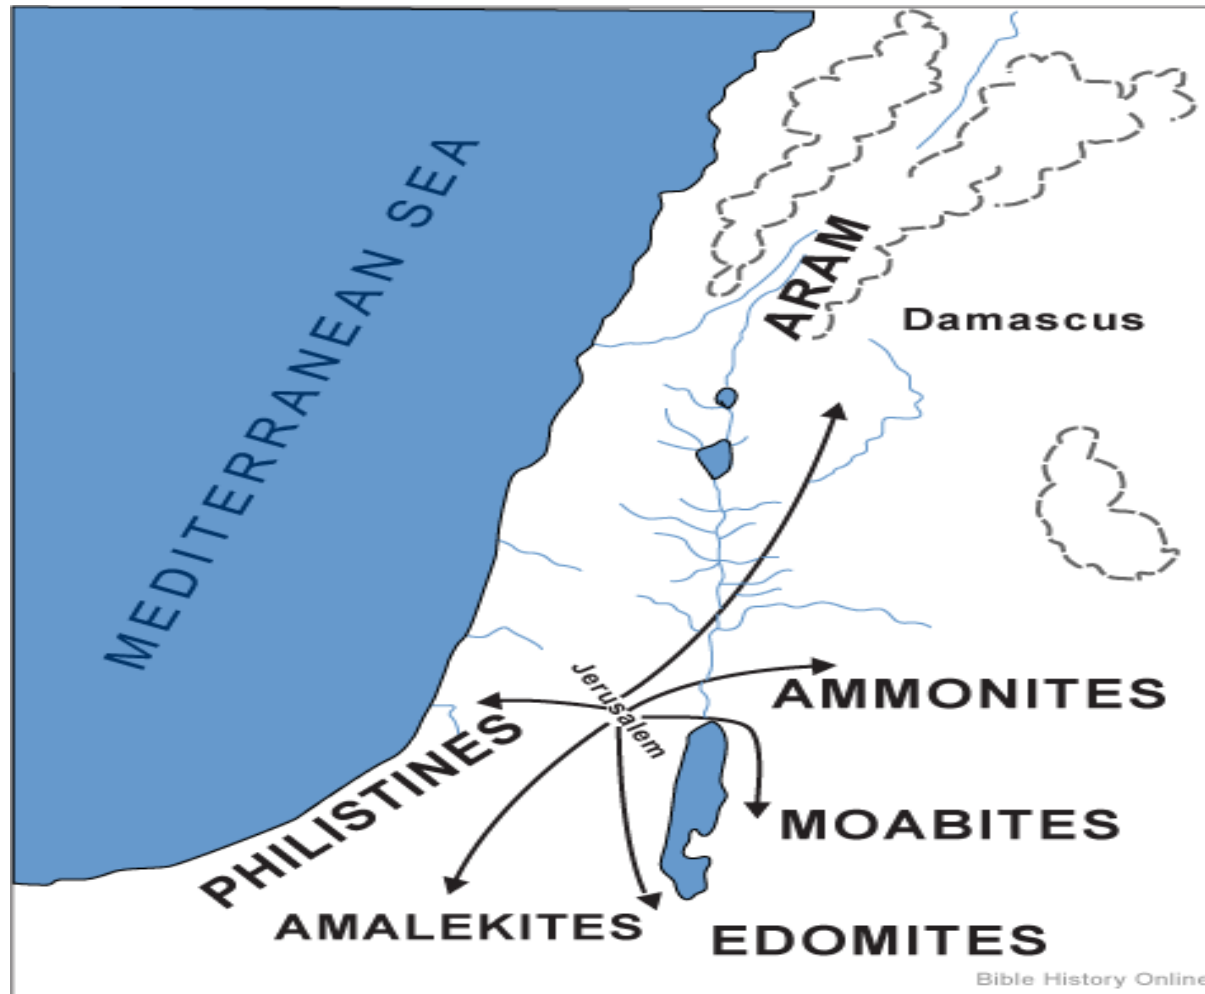 MEDITERRANEAN SEA
ARAM
Damascus
Jerusalem
AMMONITES
PHILISTINES
MOABITES
AMALEKITES
EDOMITES
Bible History Online